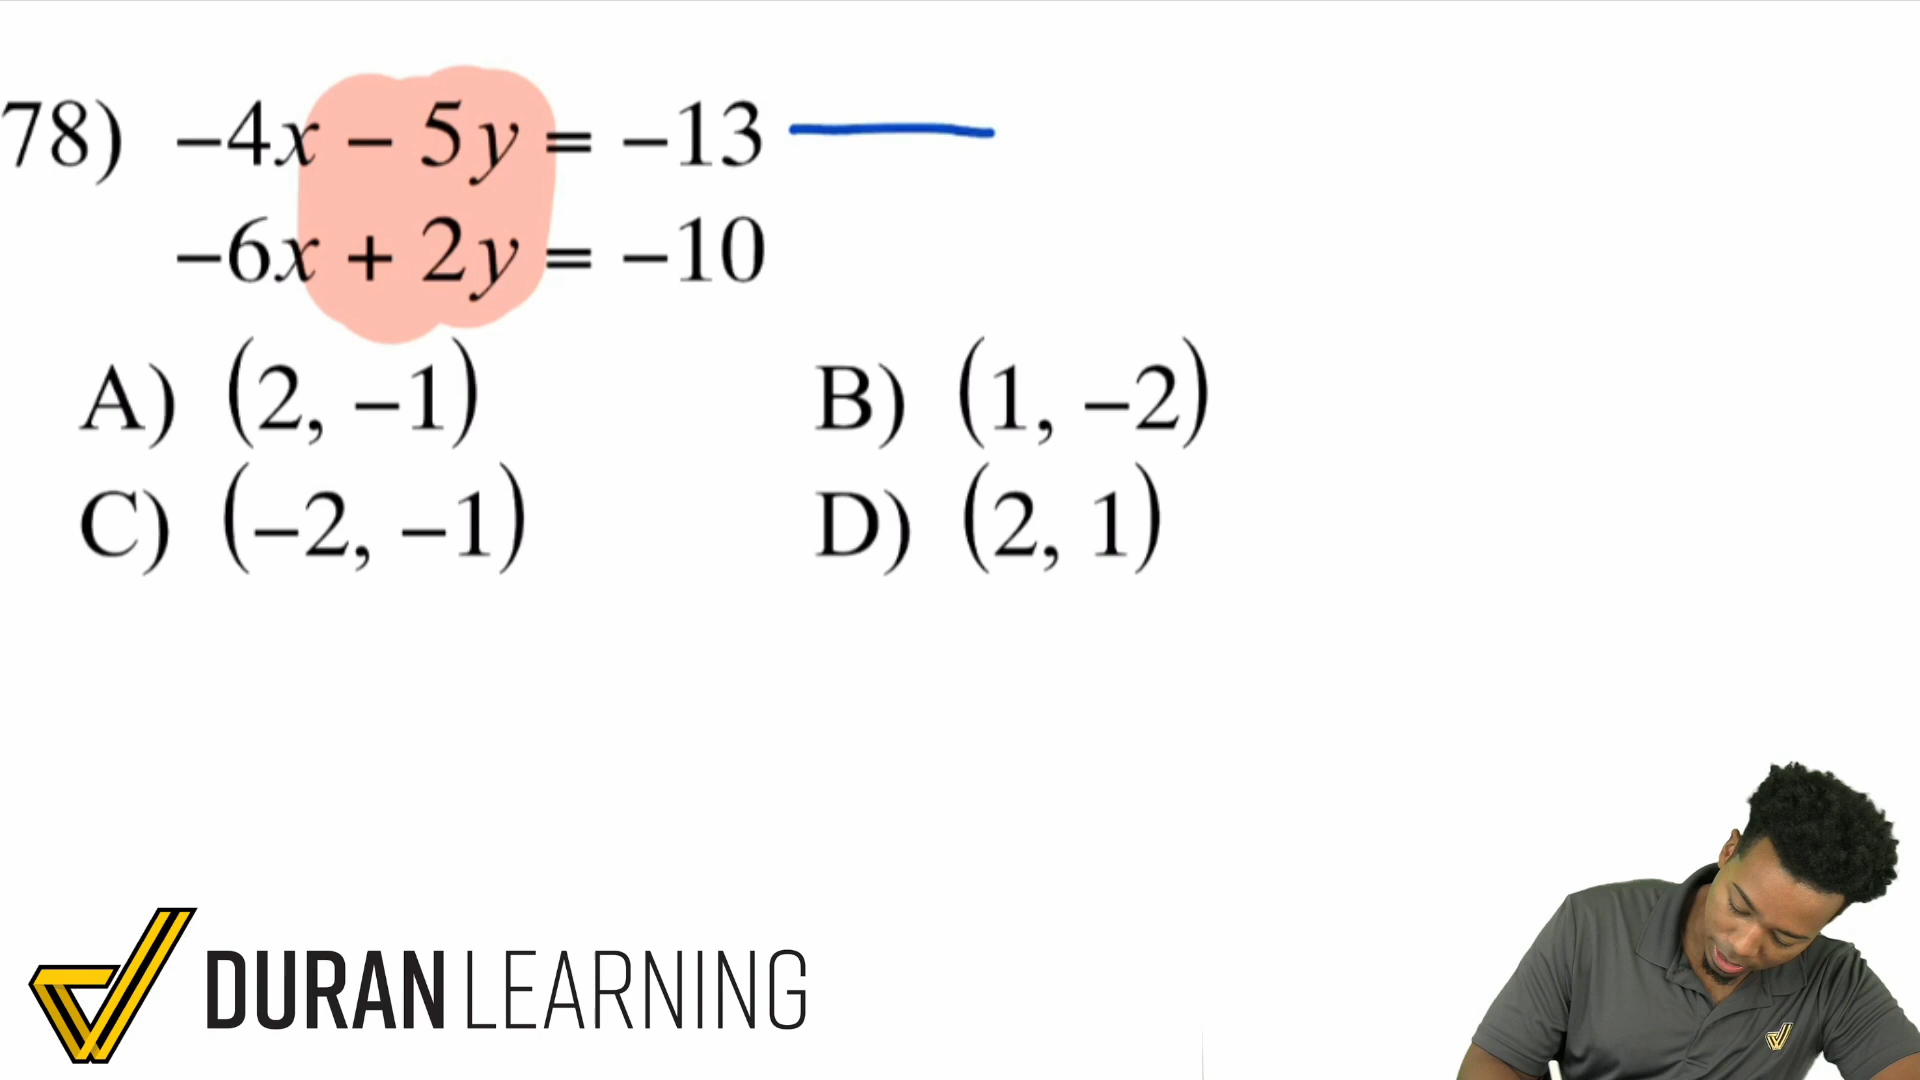 78) −4x − 5y = −13
−6x + 2y = −10
A) (2, −1) B) (1, −2)
C) (−2, −1) D) (2, 1)
DURAN LEARNING